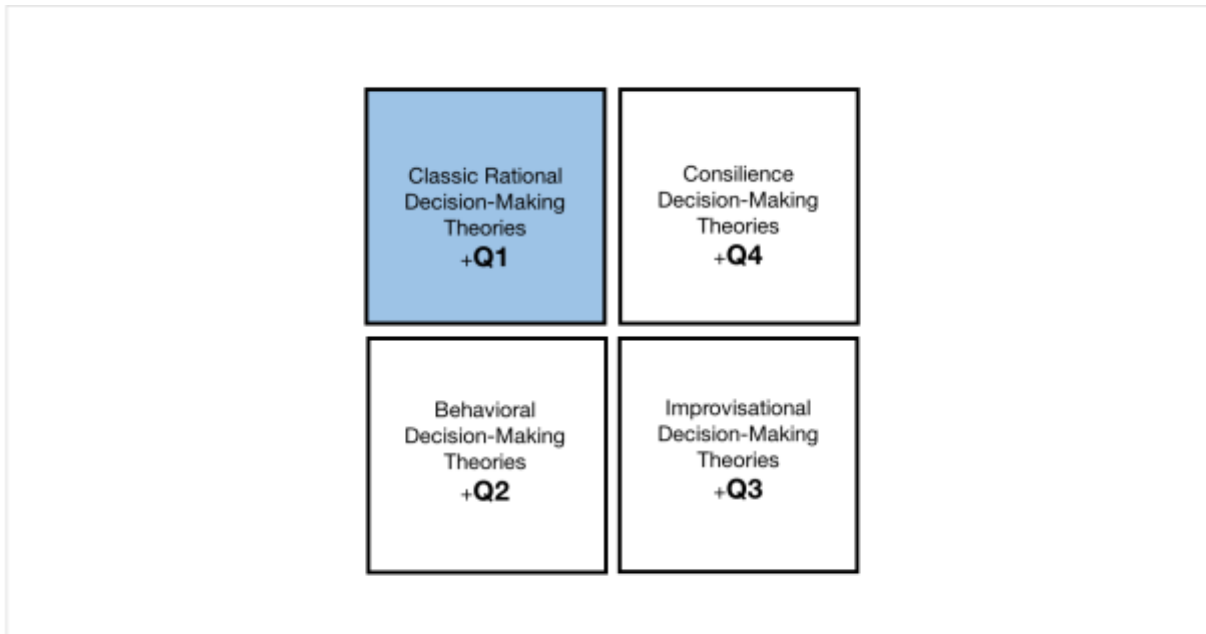 Classic Rational
Decision-Making
Theories
+Q1
Consilience
Decision-Making
Theories
+Q4
Behavioral
Decision-Making
Theories
+Q2
Improvisational
Decision-Making
Theories
+Q3